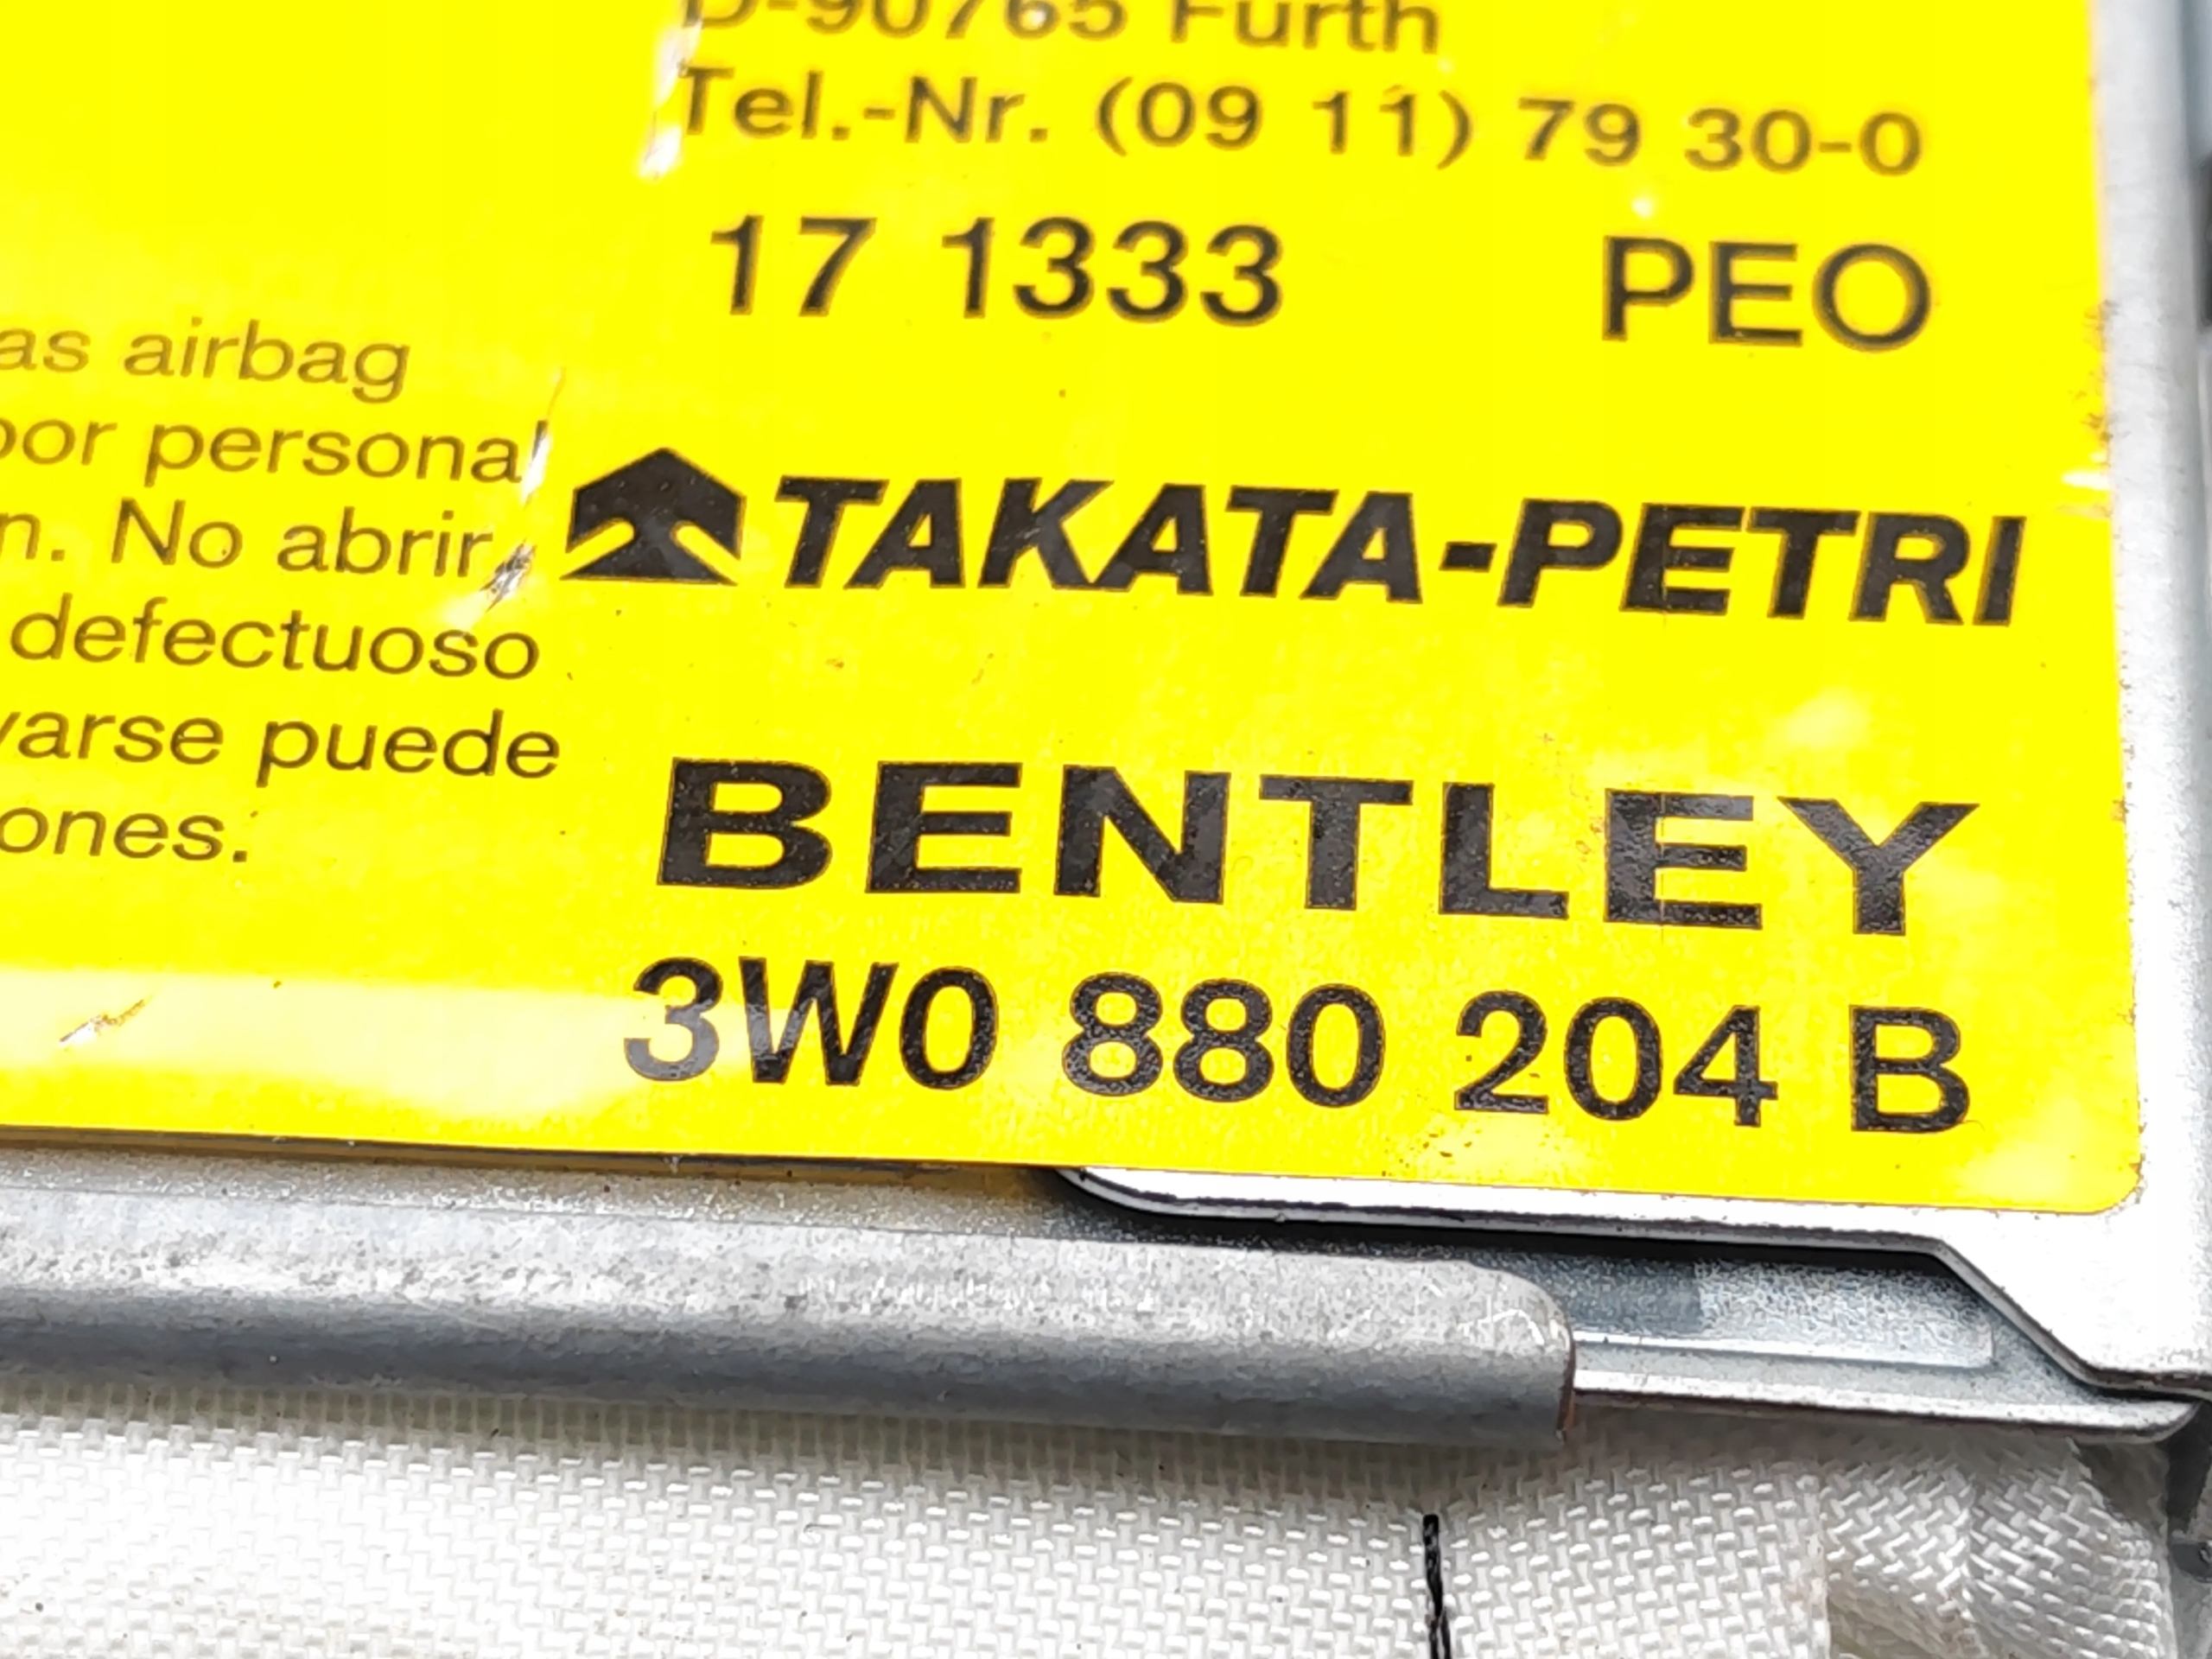 D-90765 Fürth
Tel.-Nr. (09 11) 79 30-0
17 1333 PEO
as airbag
por personal
n. No abrir
defectuoso
varse puede
ones.
TAKATA-PETRI
BENTLEY
3W0 880 204 B